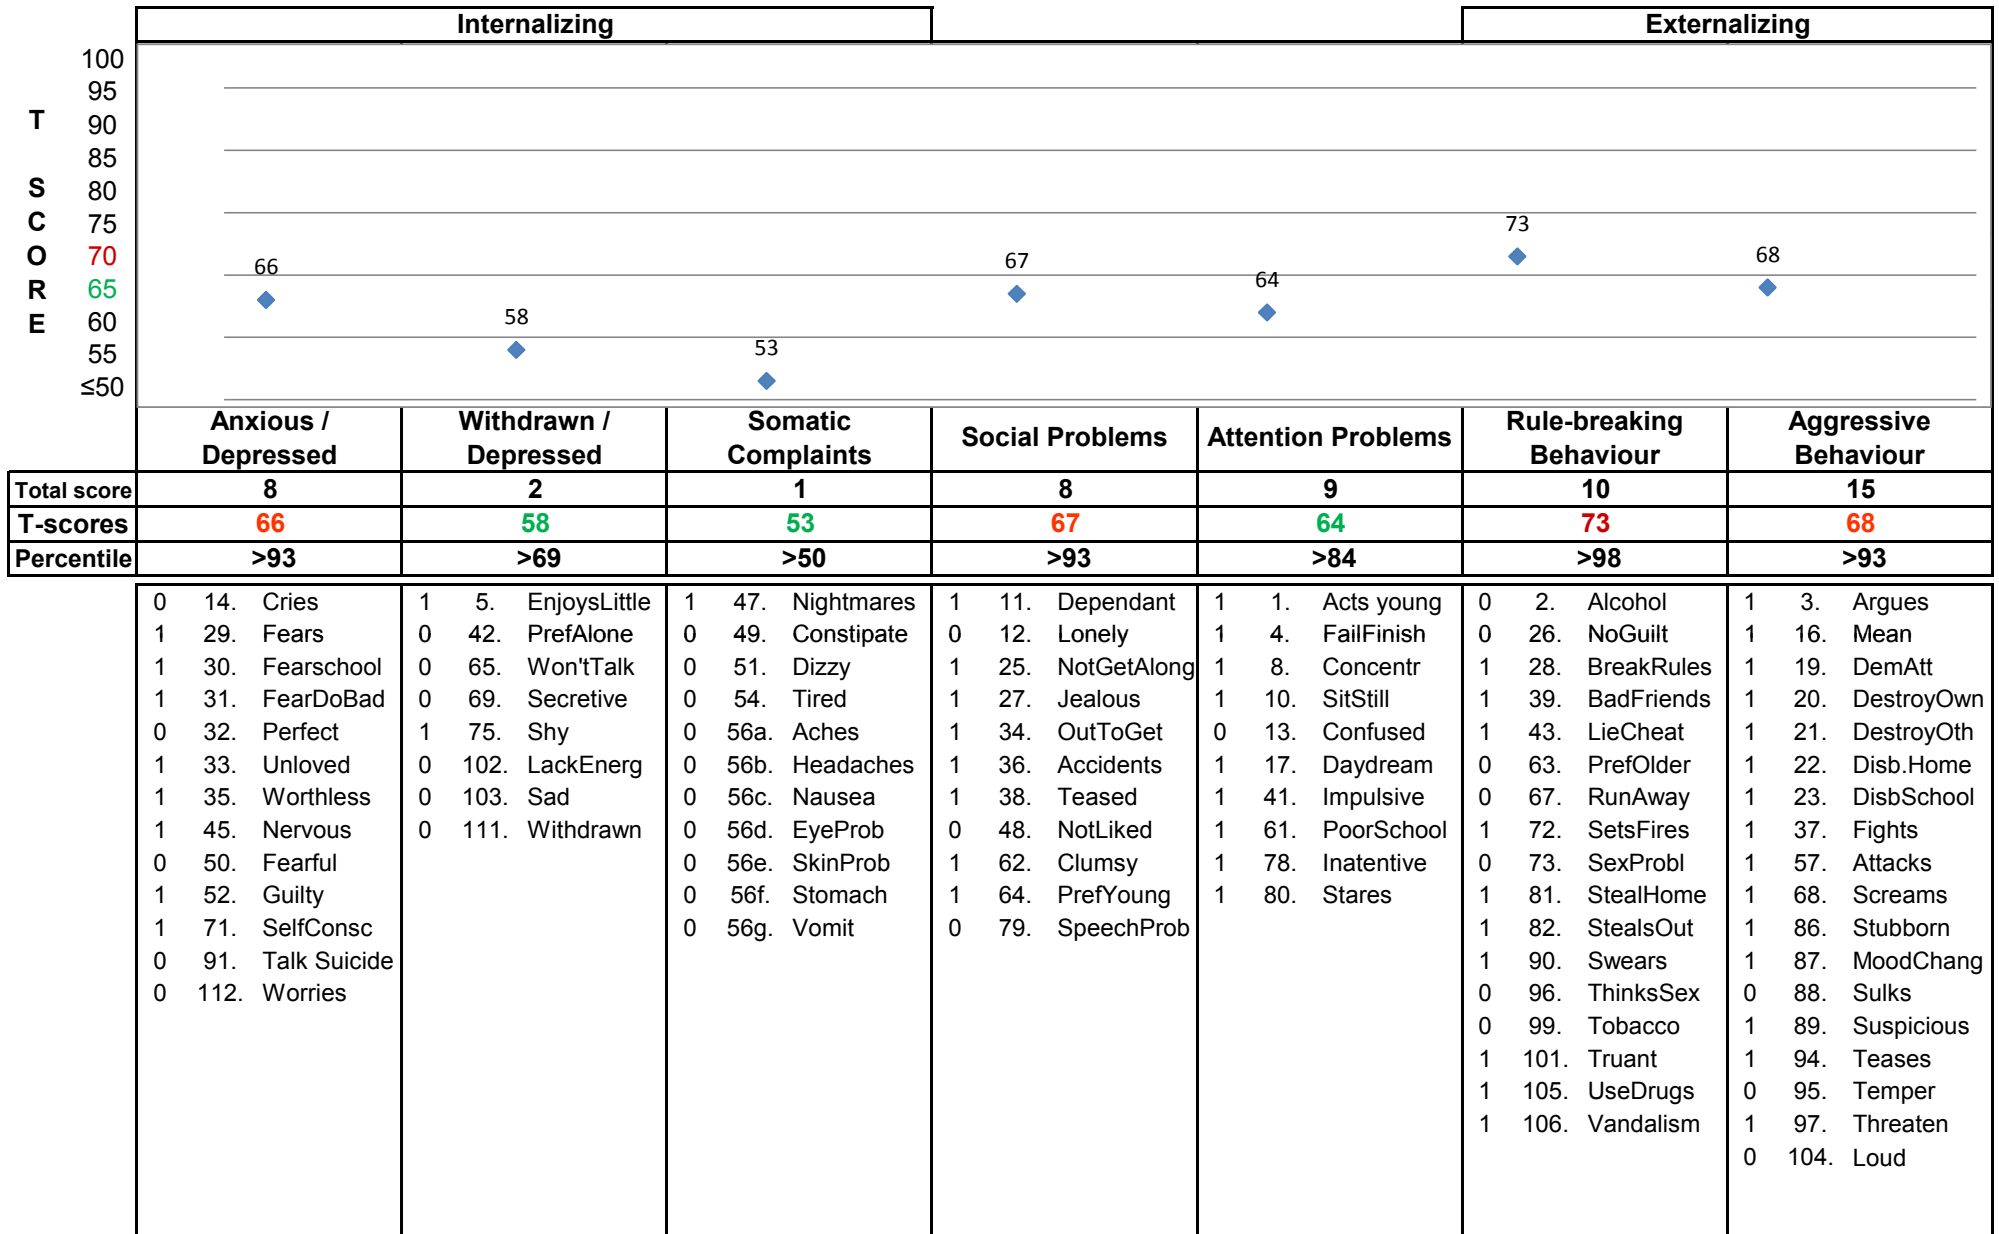 Internalizing Externalizing
T SCORE
100
95
90
85
80
75
70
65
60
55
≤50
66
58
53
67
64
73
68
Anxious / Depressed
Withdrawn / Depressed
Somatic Complaints
Social Problems
Attention Problems
Rule-breaking Behaviour
Aggressive Behaviour
Total score 8 2 1 8 9 10 15
T-scores 66 58 53 67 64 73 68
Percentile >93 >69 >50 >93 >84 >98 >93
0 14. Cries
1 29. Fears
1 30. Fearschool
1 31. FearDoBad
0 32. Perfect
1 33. Unloved
1 35. Worthless
1 45. Nervous
0 50. Fearful
1 52. Guilty
1 71. SelfConsc
0 91. Talk Suicide
0 112. Worries
1 5. EnjoysLittle
0 42. PrefAlone
0 65. Won'tTalk
0 69. Secretive
1 75. Shy
0 102. LackEnerg
0 103. Sad
0 111. Withdrawn
1 47. Nightmares
0 49. Constipate
0 51. Dizzy
0 54. Tired
0 56a. Aches
0 56b. Headaches
0 56c. Nausea
0 56d. EyeProb
0 56e. SkinProb
0 56f. Stomach
0 56g. Vomit
1 11. Dependant
0 12. Lonely
1 25. NotGetAlong
1 27. Jealous
1 34. OutToGet
1 36. Accidents
1 38. Teased
0 48. NotLiked
1 62. Clumsy
1 64. PrefYoung
0 79. SpeechProb
1 1. Acts young
1 4. FailFinish
1 8. Concentr
1 10. SitStill
0 13. Confused
1 17. Daydream
1 41. Impulsive
1 61. PoorSchool
1 78. Inatentive
1 80. Stares
0 2. Alcohol
0 26. NoGuilt
1 28. BreakRules
1 39. BadFriends
1 43. LieCheat
0 63. PrefOlder
0 67. RunAway
1 72. SetsFires
0 73. SexProbl
1 81. StealHome
1 82. StealsOut
1 90. Swears
0 96. ThinksSex
0 99. Tobacco
1 101. Truant
1 105. UseDrugs
1 106. Vandalism
1 3. Argues
1 16. Mean
1 19. DemAtt
1 20. DestroyOwn
1 21. DestroyOth
1 22. Disb.Home
1 23. DisbSchool
1 37. Fights
1 57. Attacks
1 68. Screams
1 86. Stubborn
1 87. MoodChang
0 88. Sulks
1 89. Suspicious
1 94. Teases
0 95. Temper
1 97. Threaten
0 104. Loud